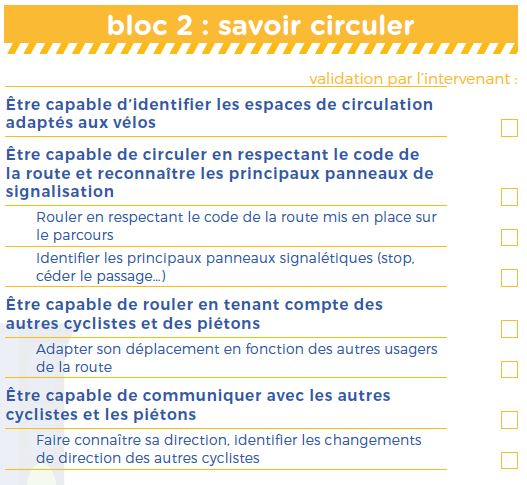 bloc 2 : savoir circuler
validation par l'intervenant :
Être capable d'identifier les espaces de circulation
adaptés aux vélos
Être capable de circuler en respectant le code de
la route et reconnaître les principaux panneaux de
signalisation
Rouler en respectant le code de la route mis en place sur
le parcours
Identifier les principaux panneaux signalétiques (stop,
céder le passage...)
Être capable de rouler en tenant compte des
autres cyclistes et des piétons
Adapter son déplacement en fonction des autres usagers
de la route
Être capable de communiquer avec les autres
cyclistes et les piétons
Faire connaître sa direction, identifier les changements
de direction des autres cyclistes